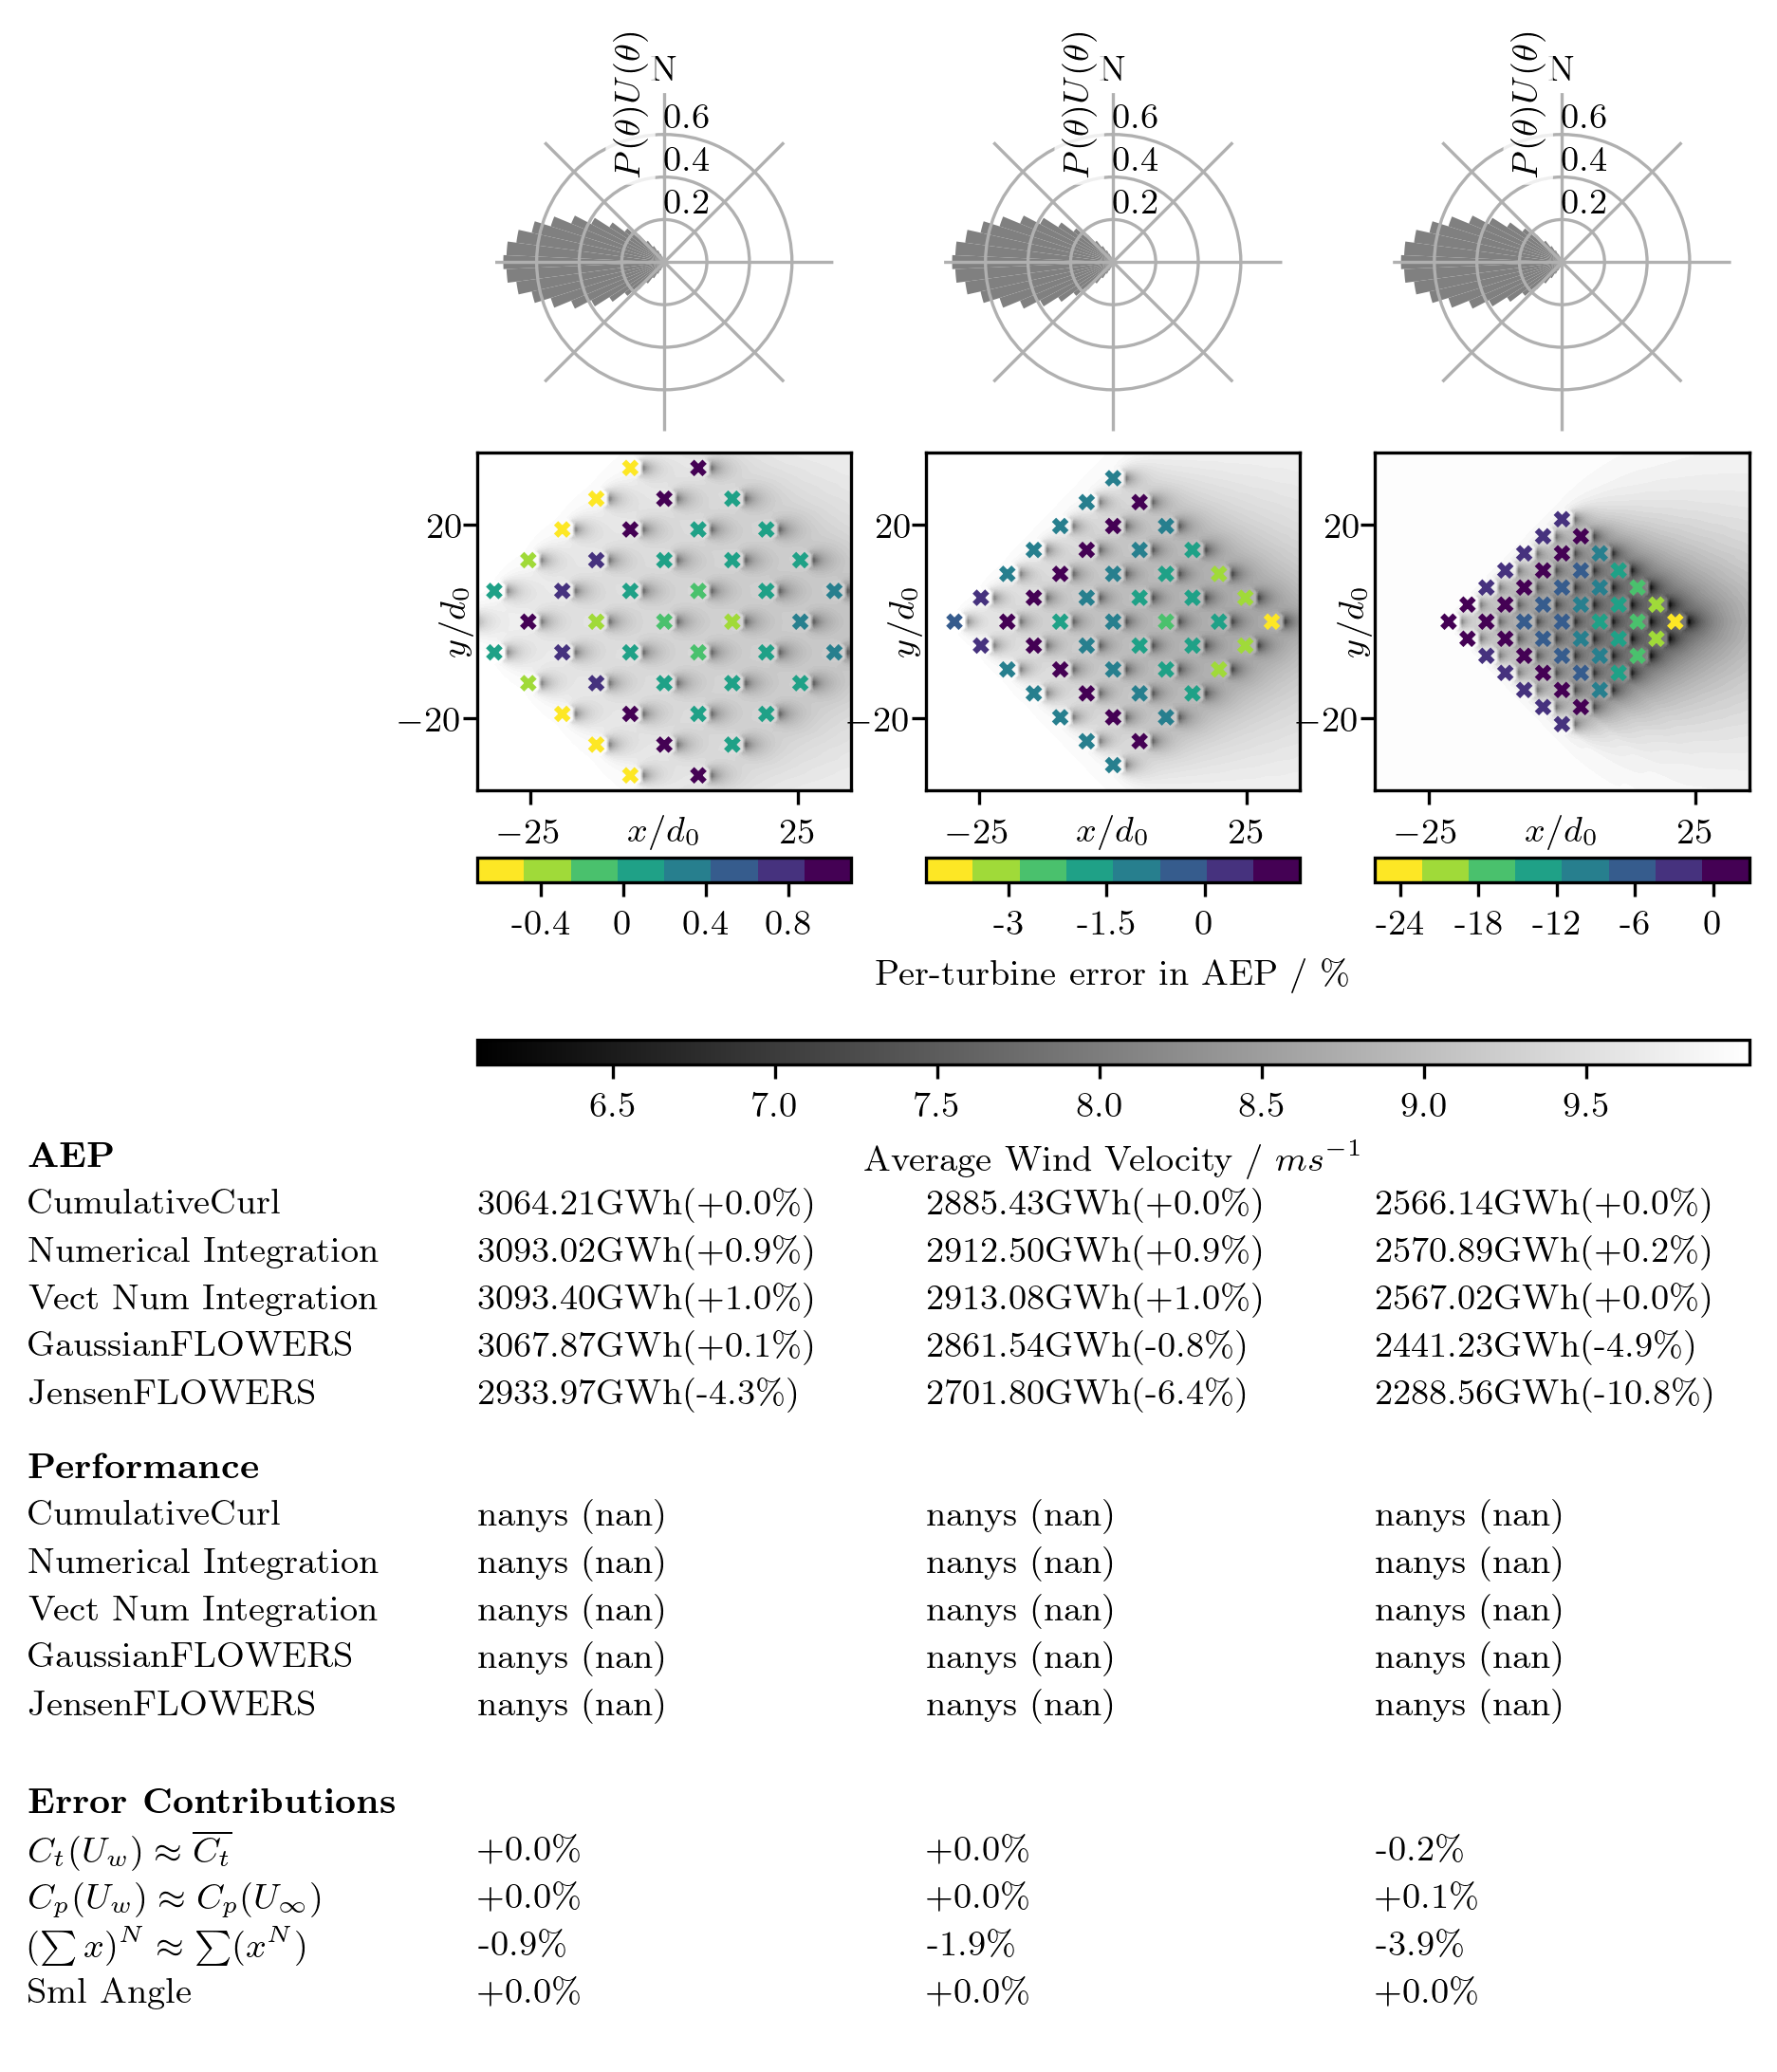 N N N
P(θ)U(θ) P(θ)U(θ) P(θ)U(θ)
0.6 0.6 0.6
0.4 0.4 0.4
0.2 0.2 0.2
20 20 20
y/d₀ y/d₀ y/d₀
−20 −20 −20
−25 x/d₀ 25 −25 x/d₀ 25 −25 x/d₀ 25
-0.4 0 0.4 0.8 -3 -1.5 0 -24 -18 -12 -6 0
Per-turbine error in AEP / %
6.5 7.0 7.5 8.0 8.5 9.0 9.5
Average Wind Velocity / ms⁻¹
AEP
CumulativeCurl 3064.21GWh(+0.0%) 2885.43GWh(+0.0%) 2566.14GWh(+0.0%)
Numerical Integration 3093.02GWh(+0.9%) 2912.50GWh(+0.9%) 2570.89GWh(+0.2%)
Vect Num Integration 3093.40GWh(+1.0%) 2913.08GWh(+1.0%) 2567.02GWh(+0.0%)
GaussianFLOWERS 3067.87GWh(+0.1%) 2861.54GWh(-0.8%) 2441.23GWh(-4.9%)
JensenFLOWERS 2933.97GWh(-4.3%) 2701.80GWh(-6.4%) 2288.56GWh(-10.8%)
Performance
CumulativeCurl nanys (nan) nanys (nan) nanys (nan)
Numerical Integration nanys (nan) nanys (nan) nanys (nan)
Vect Num Integration nanys (nan) nanys (nan) nanys (nan)
GaussianFLOWERS nanys (nan) nanys (nan) nanys (nan)
JensenFLOWERS nanys (nan) nanys (nan) nanys (nan)
Error Contributions
Cₜ(U_w) ≈ C̅ₜ +0.0% +0.0% -0.2%
Cₚ(U_w) ≈ Cₚ(U_∞) +0.0% +0.0% +0.1%
(∑ x)ᴺ ≈ ∑(xᴺ) -0.9% -1.9% -3.9%
Sml Angle +0.0% +0.0% +0.0%